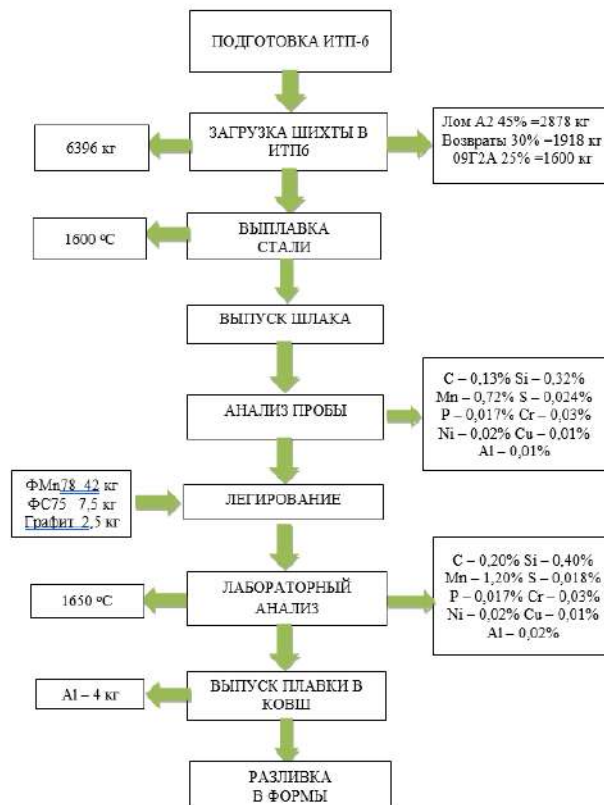 ПОДГОТОВКА ИТП-6
6396 кг
ЗАГРУЗКА ШИХТЫ В
ИТП6
Лом А2 45% =2878 кг
Возвраты 30% =1918 кг
09Г2А 25% =1600 кг
1600 ºС
ВЫПЛАВКА
СТАЛИ
ВЫПУСК ШЛАКА
АНАЛИЗ ПРОБЫ
C – 0,13% Si – 0,32%
Mn – 0,72% S – 0,024%
P – 0,017% Cr – 0,03%
Ni – 0,02% Cu – 0,01%
Al – 0,01%
ФМn78 42 кг
ФС75 7,5 кг
Графит 2,5 кг
ЛЕГИРОВАНИЕ
1650 ºС
ЛАБОРАТОРНЫЙ
АНАЛИЗ
C – 0,20% Si – 0,40%
Mn – 1,20% S – 0,018%
P – 0,017% Cr – 0,03%
Ni – 0,02% Cu – 0,01%
Al – 0,02%
Al – 4 кг
ВЫПУСК ПЛАВКИ В
КОВШ
РАЗЛИВКА
В ФОРМЫ